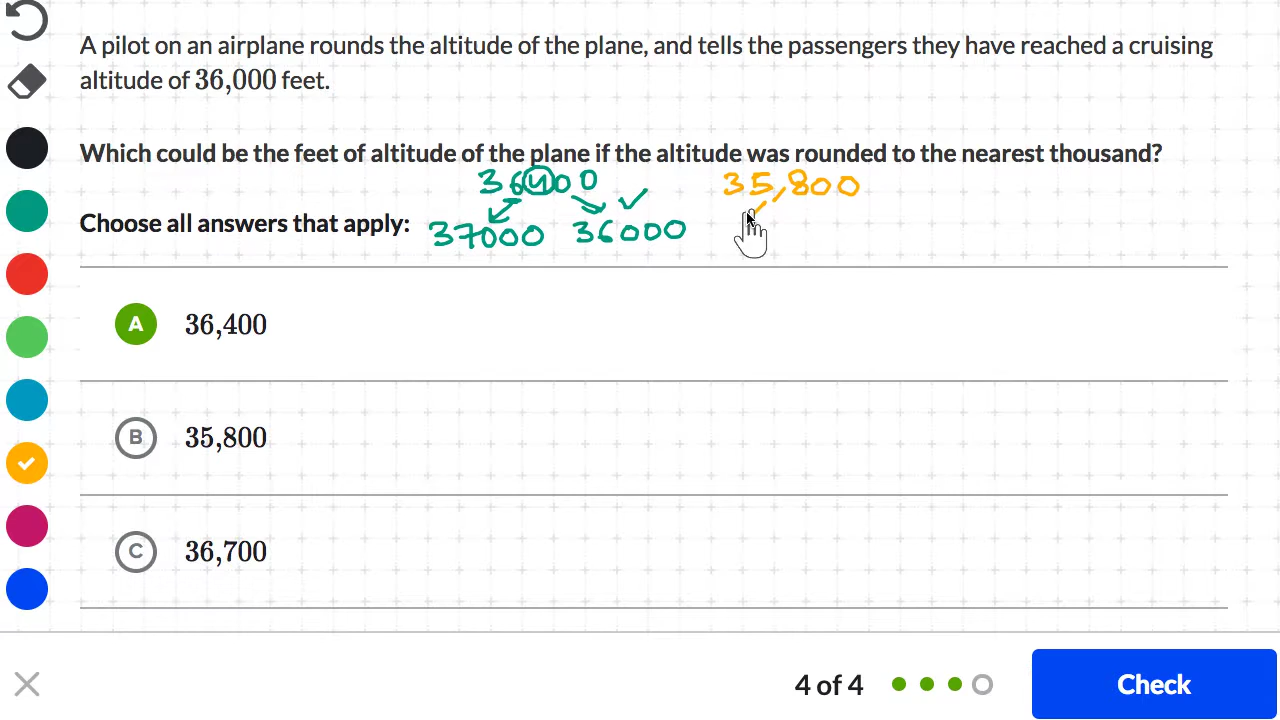 A pilot on an airplane rounds the altitude of the plane, and tells the passengers they have reached a cruising
altitude of 36,000 feet.
Which could be the feet of altitude of the plane if the altitude was rounded to the nearest thousand?
36400 35,800
Choose all answers that apply: 37000 36000
A 36,400
B 35,800
C 36,700
4 of 4 Check